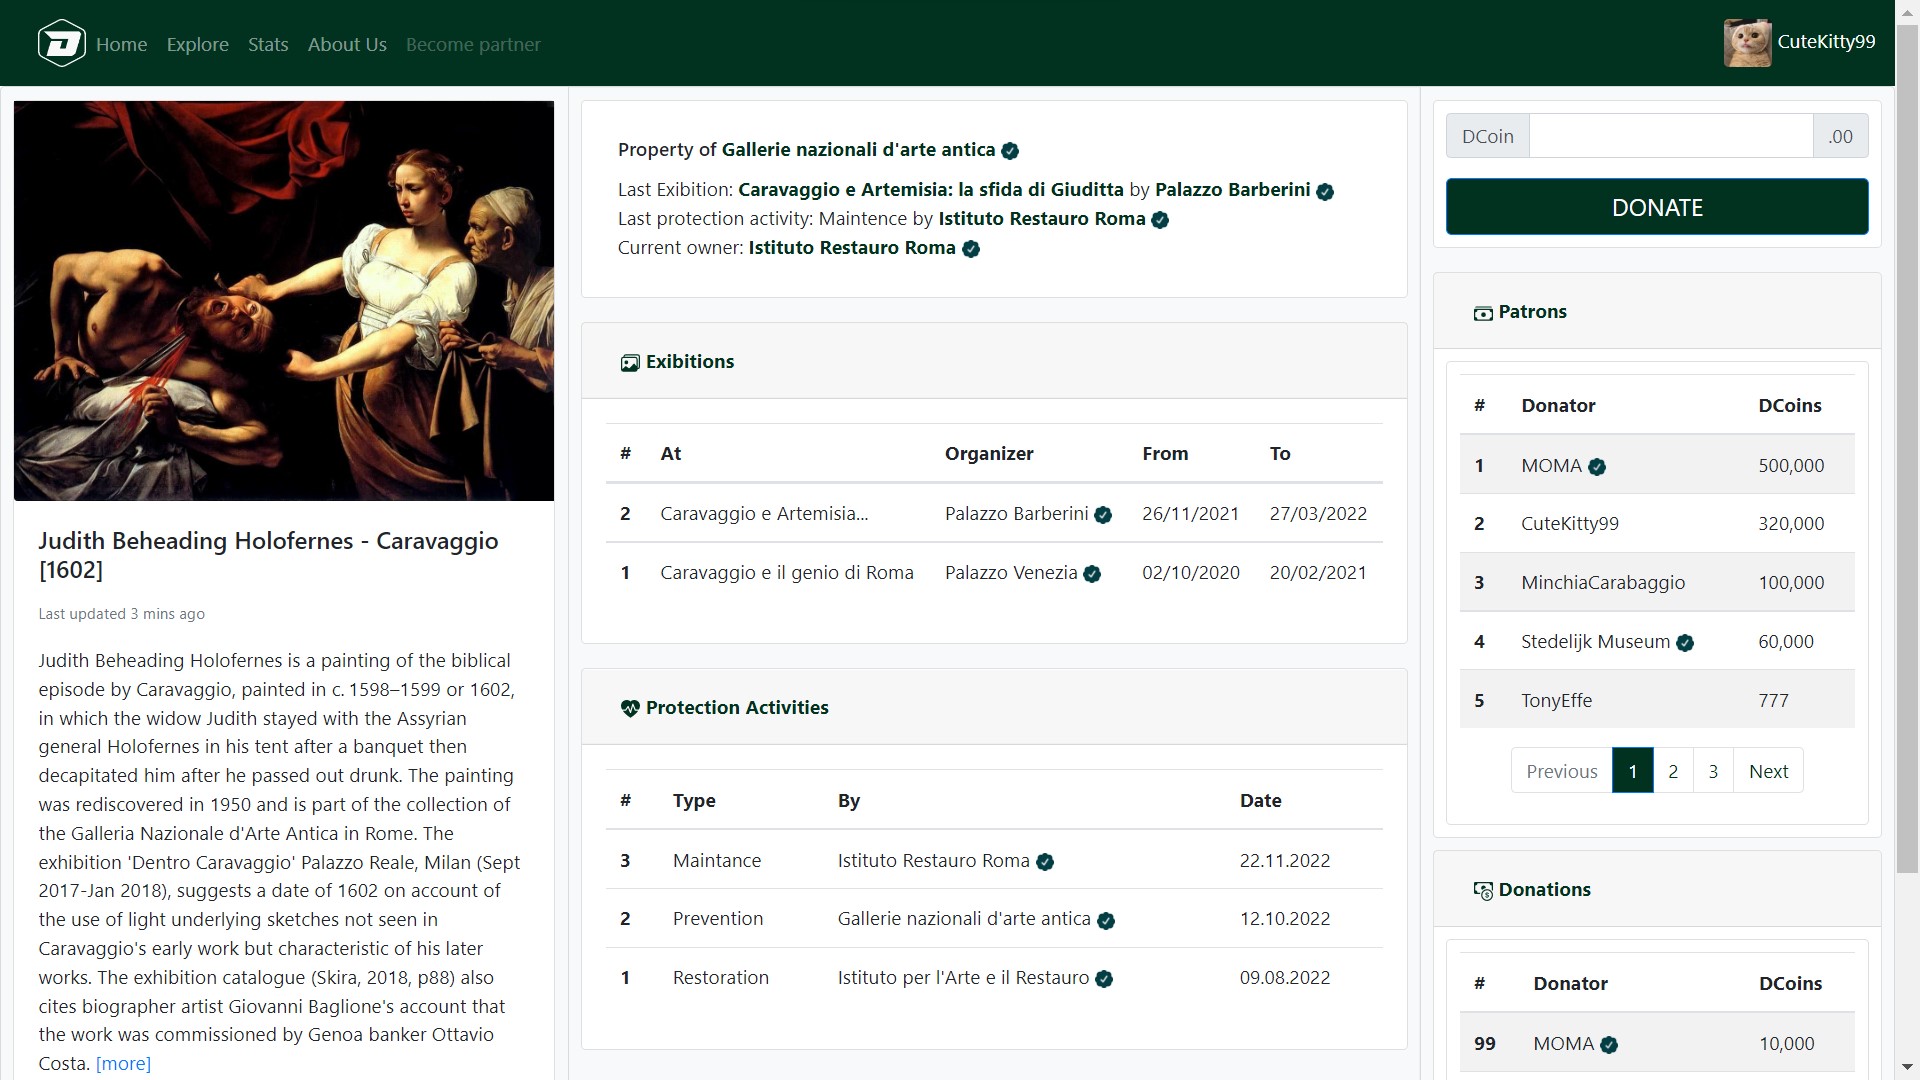 Home Explore Stats About Us Become partner CuteKitty99
Judith Beheading Holofernes - Caravaggio
[1602]
Last updated 3 mins ago
Judith Beheading Holofernes is a painting of the biblical
episode by Caravaggio, painted in c. 1598–1599 or 1602,
in which the widow Judith stayed with the Assyrian
general Holofernes in his tent after a banquet then
decapitated him after he passed out drunk. The painting
was rediscovered in 1950 and is part of the collection of
the Galleria Nazionale d'Arte Antica in Rome. The
exhibition 'Dentro Caravaggio' Palazzo Reale, Milan (Sept
2017-Jan 2018), suggests a date of 1602 on account of
the use of light underlying sketches not seen in
Caravaggio's early work but characteristic of his later
works. The exhibition catalogue (Skira, 2018, p88) also
cites biographer artist Giovanni Baglione's account that
the work was commissioned by Genoa banker Ottavio
Costa. [more]
Property of Gallerie nazionali d'arte antica
Last Exibition: Caravaggio e Artemisia: la sfida di Giuditta by Palazzo Barberini
Last protection activity: Maintence by Istituto Restauro Roma
Current owner: Istituto Restauro Roma
Exibitions
# At Organizer From To
2 Caravaggio e Artemisia... Palazzo Barberini 26/11/2021 27/03/2022
1 Caravaggio e il genio di Roma Palazzo Venezia 02/10/2020 20/02/2021
Protection Activities
# Type By Date
3 Maintance Istituto Restauro Roma 22.11.2022
2 Prevention Gallerie nazionali d'arte antica 12.10.2022
1 Restoration Istituto per l'Arte e il Restauro 09.08.2022
DCoin .00
DONATE
Patrons
# Donator DCoins
1 MOMA 500,000
2 CuteKitty99 320,000
3 MinchiaCarabaggio 100,000
4 Stedelijk Museum 60,000
5 TonyEffe 777
Previous 1 2 3 Next
Donations
# Donator DCoins
99 MOMA 10,000